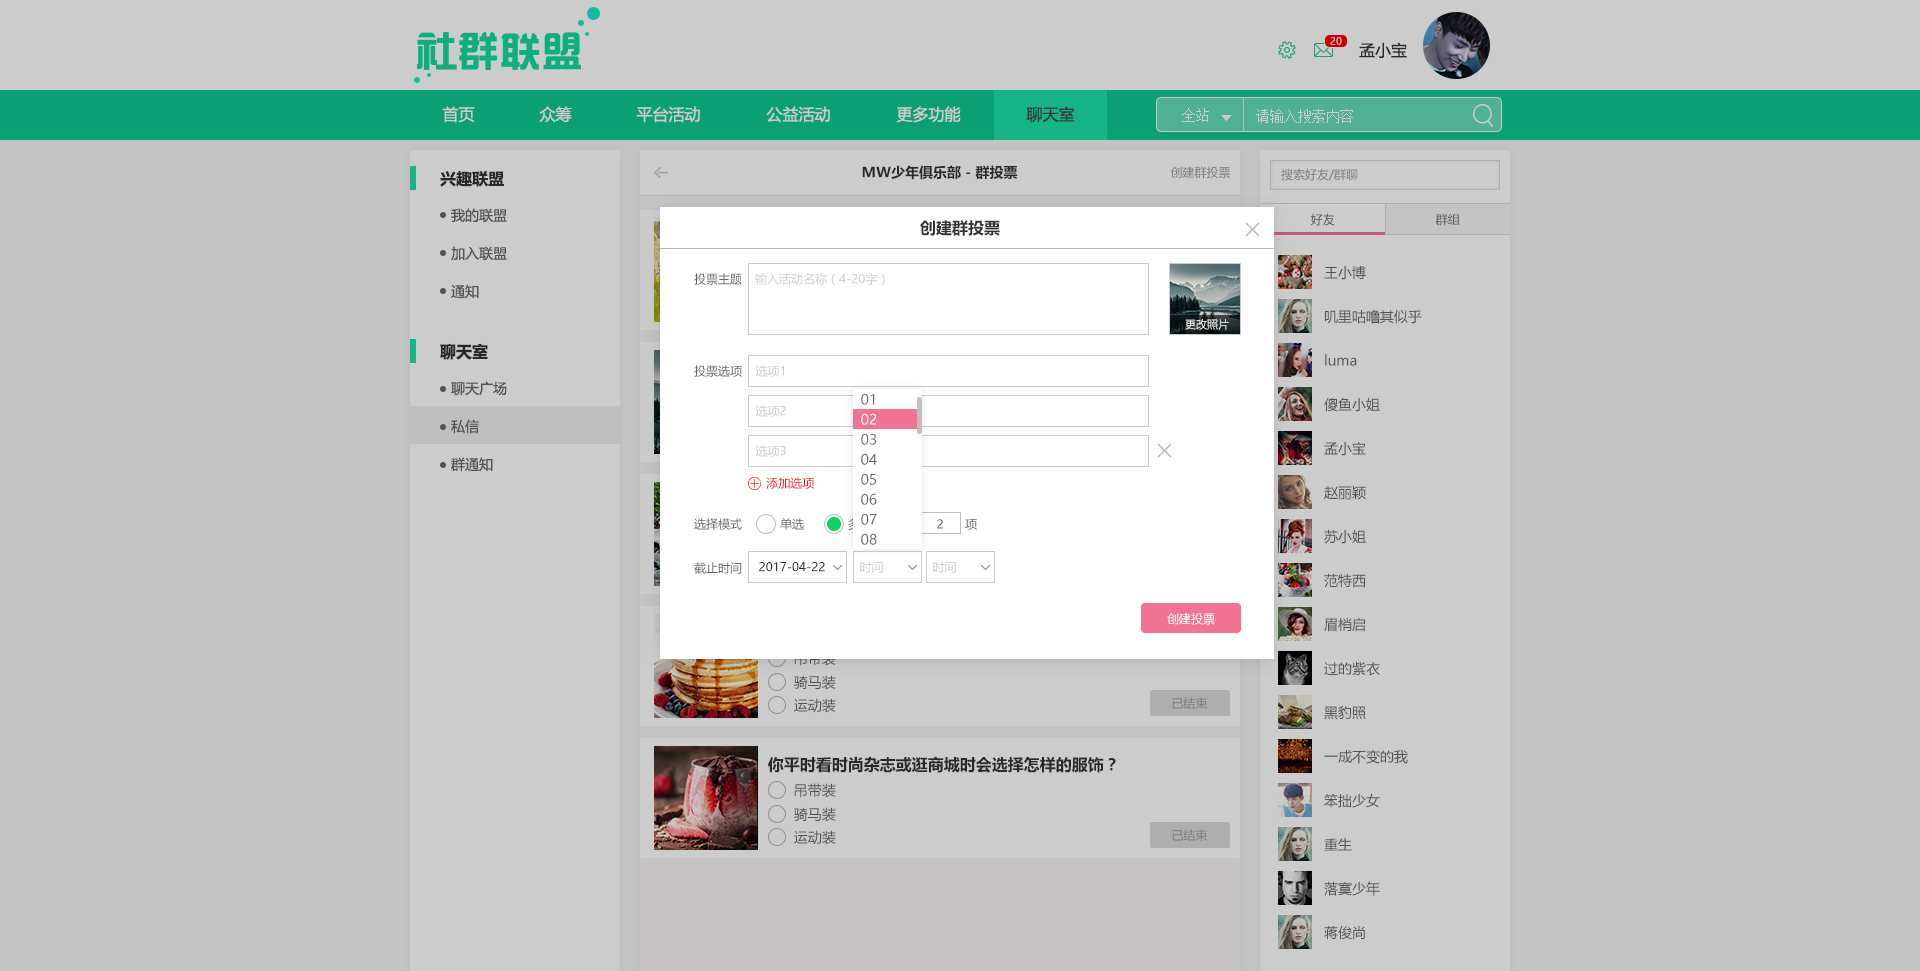 社群联盟
20
孟小宝
首页
众筹
平台活动
公益活动
更多功能
聊天室
全站
请输入搜索内容
兴趣联盟
我的联盟
加入联盟
通知
聊天室
聊天广场
私信
群通知
MW少年俱乐部 - 群投票
创建群投票
创建群投票
投票主题
输入活动名称（4-20字）
更改照片
投票选项
选项1
选项2
选项3
添加选项
01
02
03
04
05
06
07
08
选择模式
单选
2
项
截止时间
2017-04-22
时间
时间
创建投票
吊带装
骑马装
运动装
已结束
你平时看时尚杂志或逛商城时会选择怎样的服饰？
吊带装
骑马装
运动装
已结束
搜索好友/群聊
好友
群组
王小博
叽里咕噜其似乎
luma
傻鱼小姐
孟小宝
赵丽颖
苏小姐
范特西
眉梢启
过的紫衣
黑豹照
一成不变的我
笨拙少女
重生
落寞少年
蒋俊尚